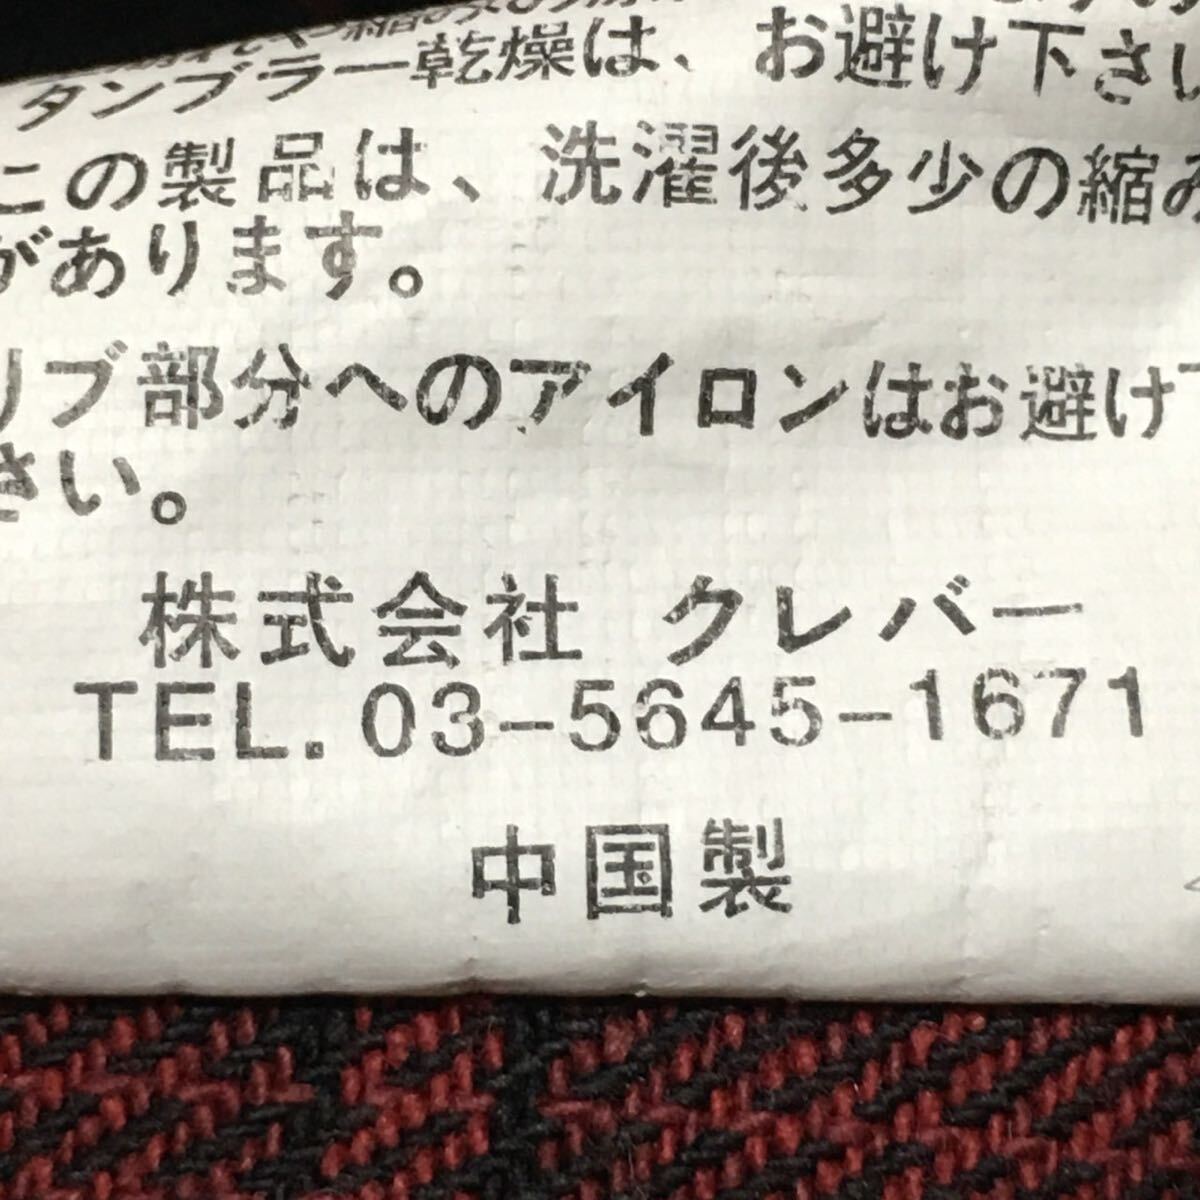 タンブラー乾燥は、お避け下さい
この製品は、洗濯後多少の縮み
があります。
リブ部分へのアイロンはお避け下
さい。
株式会社 クレバー
TEL. 03-5645-1671
中国製